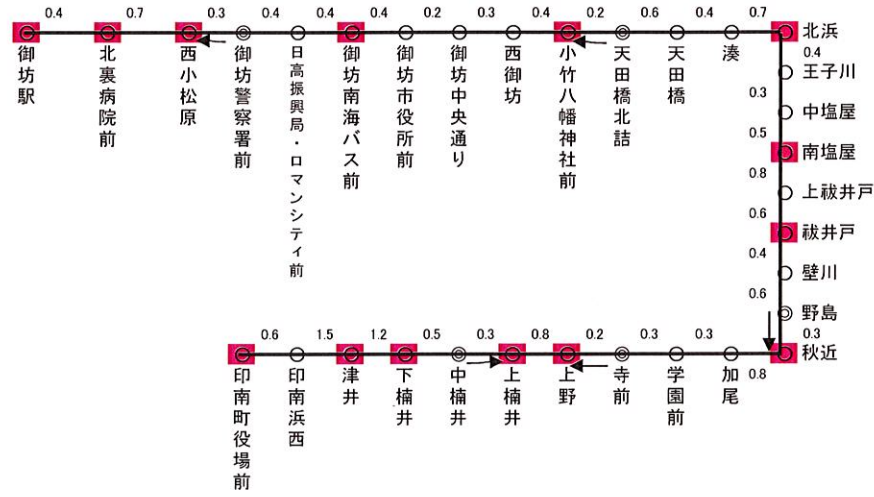 0.4 0.7 0.3 0.4 0.4 0.4 0.2 0.3 0.4 0.2 0.6 0.4 0.7
御坊駅
北裏病院前
西小松原
御坊警察署前
日高振興局・ロマンシティ前
御坊南海バス前
御坊市役所前
御坊中央通り
西御坊
小竹八幡神社前
天田橋北詰
天田橋
湊
北浜
0.4
王子川
0.3
中塩屋
0.5
南塩屋
0.8
上祓井戸
0.6
祓井戸
0.4
壁川
0.6
野島
0.3
秋近
0.8
0.6 1.5 1.2 0.5 0.3 0.8 0.2 0.3 0.3
印南町役場前
印南浜西
津井
下楠井
中楠井
上楠井
上野
寺前
学園前
加尾